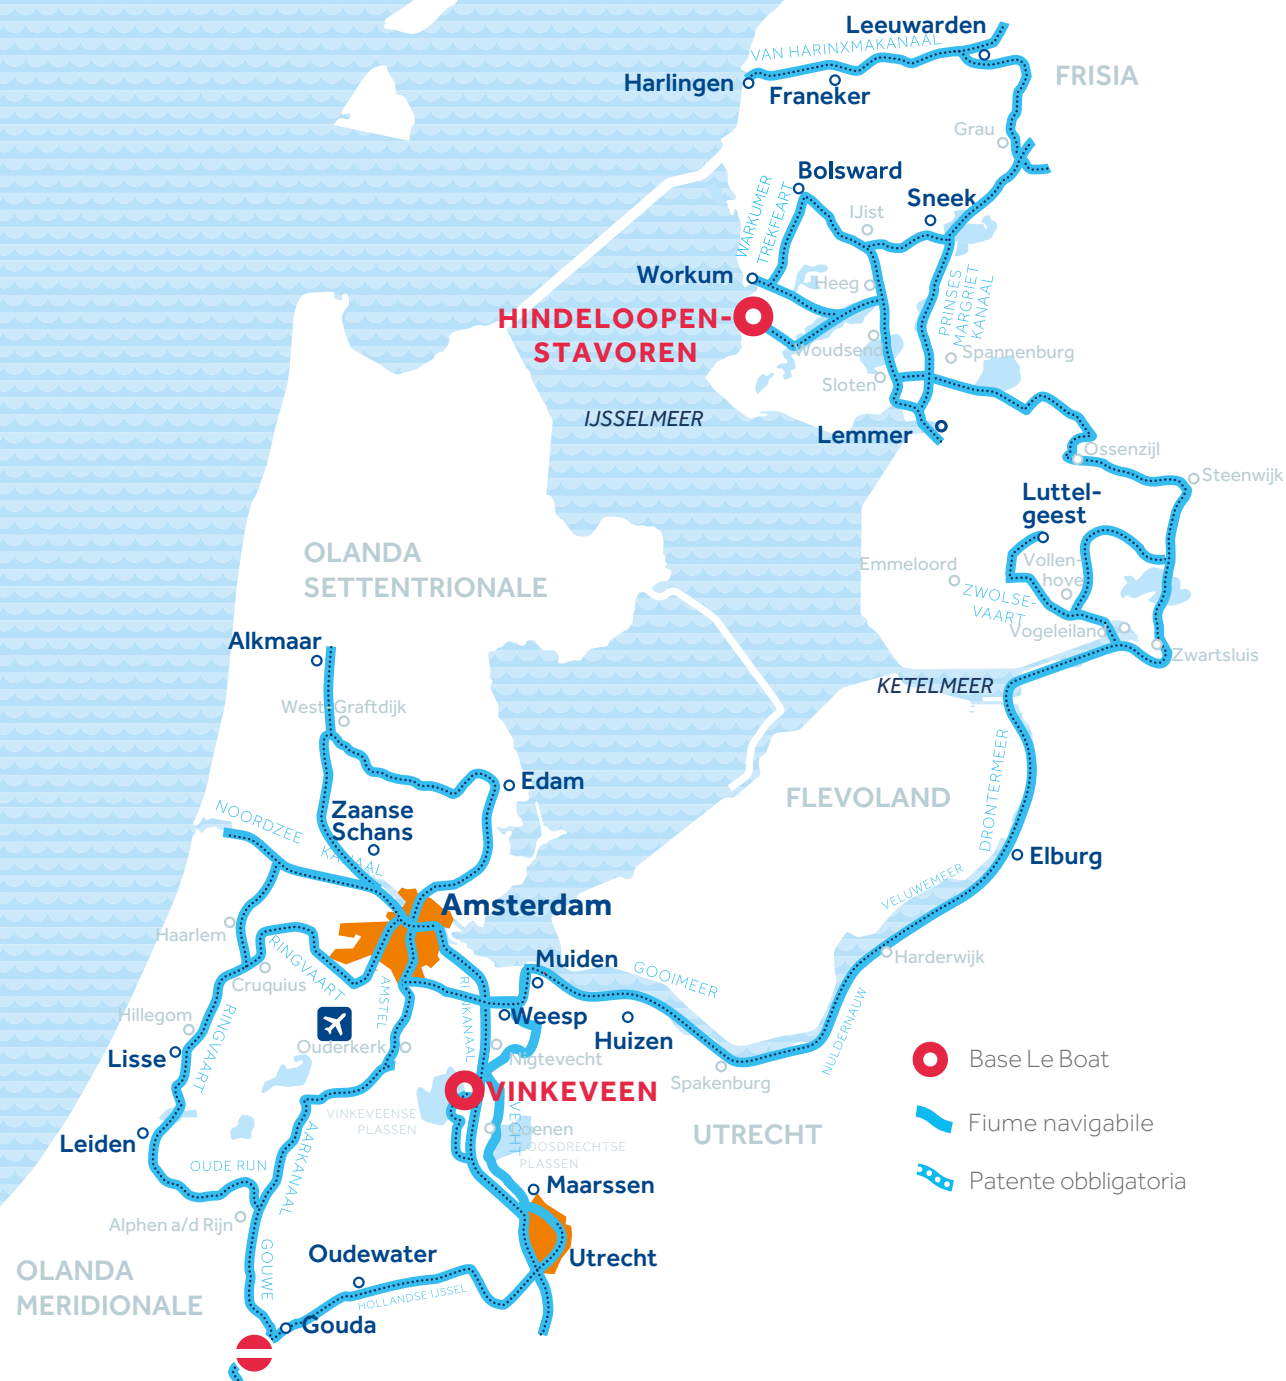 Leeuwarden
VAN HARINXMAKANAAL
FRISIA
Harlingen
Franeker
Grau
Bolsward
Sneek
IJlst
WARKUMER
TREKFEART
Workum
Heeg
PRINSES
MARGRIET
KANAAL
HINDELOOPEN-
STAVOREN
Woudsend
Spannenburg
Sloten
IJSSELMEER
Lemmer
Ossenzijl
Steenwijk
Luttel-
geest
OLANDA
SETTENTRIONALE
Emmeloord
Vollen-
hove
ZWOLSE-
VAART
Vogeleiland
Zwartsluis
Alkmaar
KETELMEER
West Graftdijk
DRONTERMEER
Edam
FLEVOLAND
Zaanse
Schans
NOORDZEE
KANAAL
Elburg
VELUWEMEER
Amsterdam
Haarlem
RINGVAART
Muiden
GOOIMEER
Harderwijk
Cruquius
AMSTEL
RIJNKANAAL
NULDERNAUW
Hillegom
RINGVAART
Weesp
Huizen
Lisse
Ouderkerk
Nigtevecht
Spakenburg
Base Le Boat
VINKEVEEN
VINKEVEENSE
PLASSEN
VECHT
Loenen
LOOSDRECHTSE
PLASSEN
UTRECHT
Fiume navigabile
Leiden
AARKANAAL
OUDE RIJN
Maarssen
Patente obbligatoria
Alphen a/d Rijn
GOUWE
Oudewater
Utrecht
OLANDA
MERIDIONALE
HOLLANDSE IJSSEL
Gouda